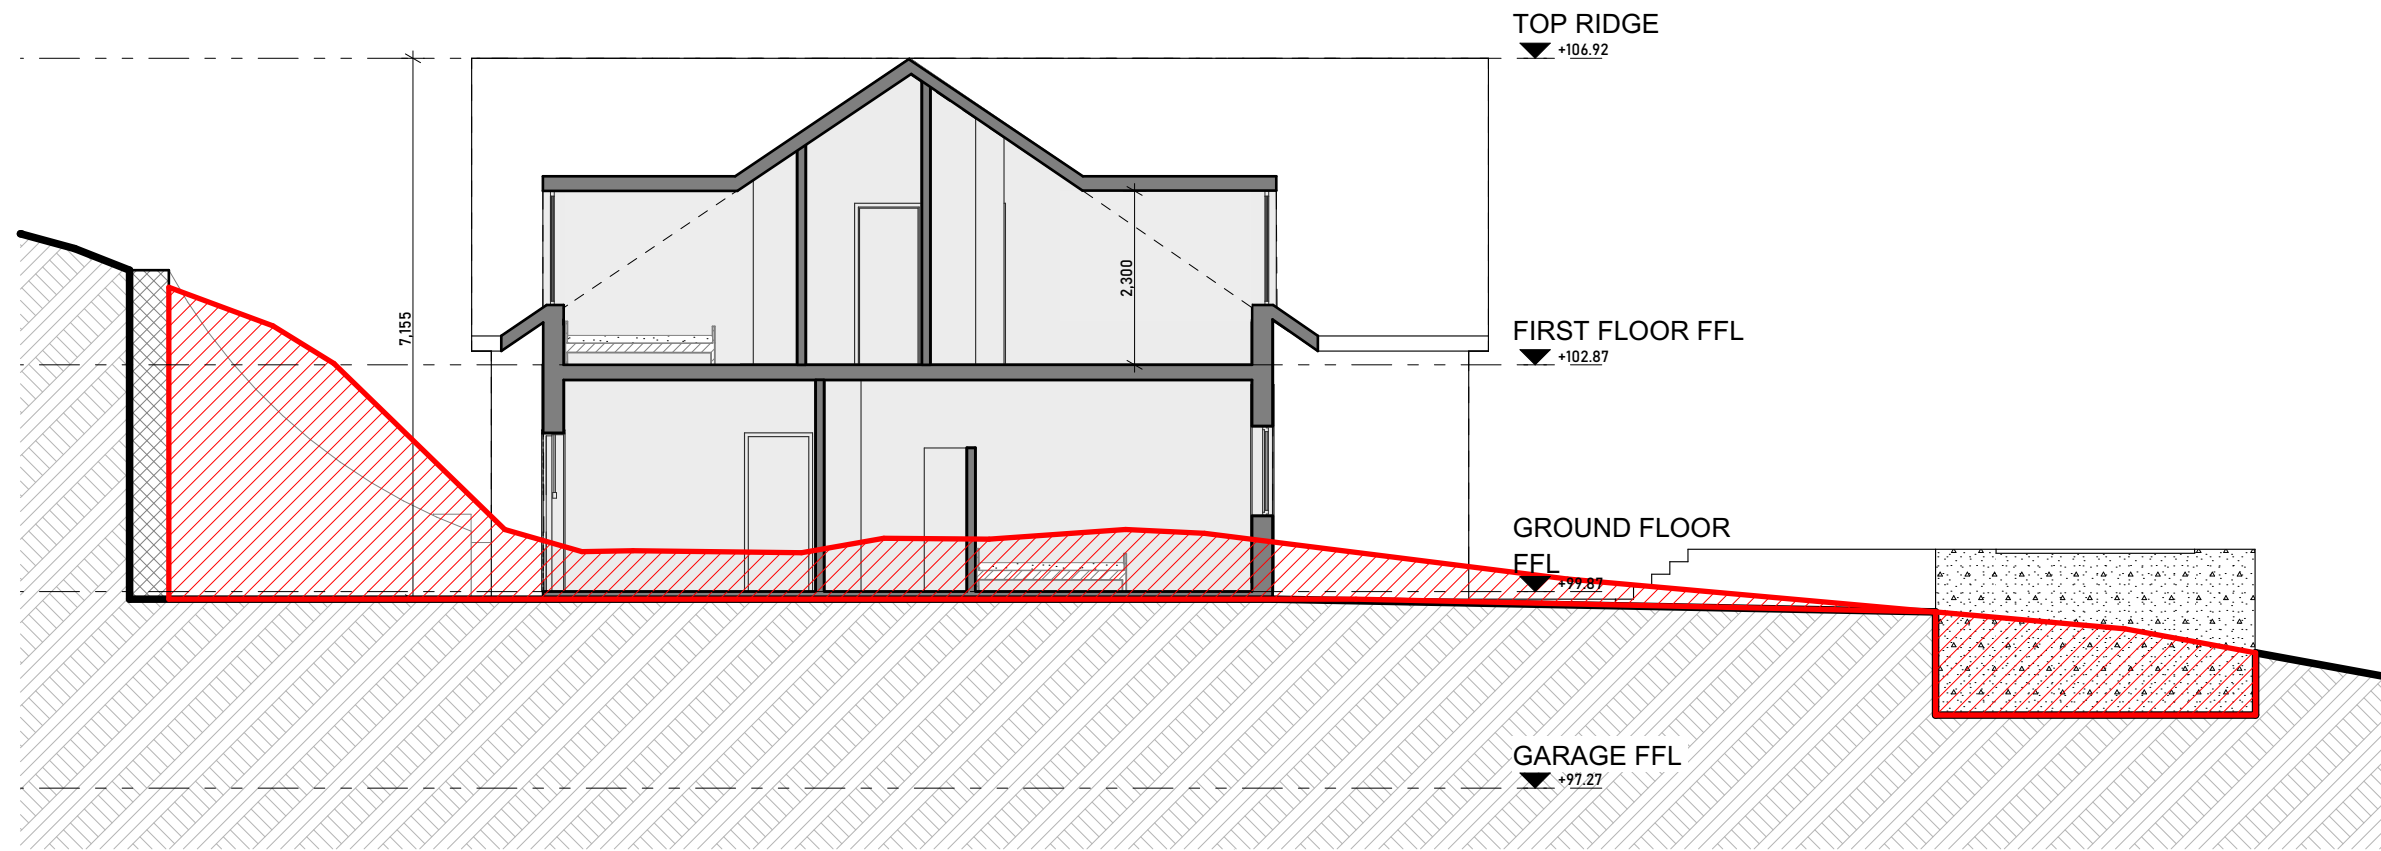 TOP RIDGE
+106.92
7,155
2,300
FIRST FLOOR FFL
+102.87
GROUND FLOOR
FFL
+99.87
GARAGE FFL
+97.27